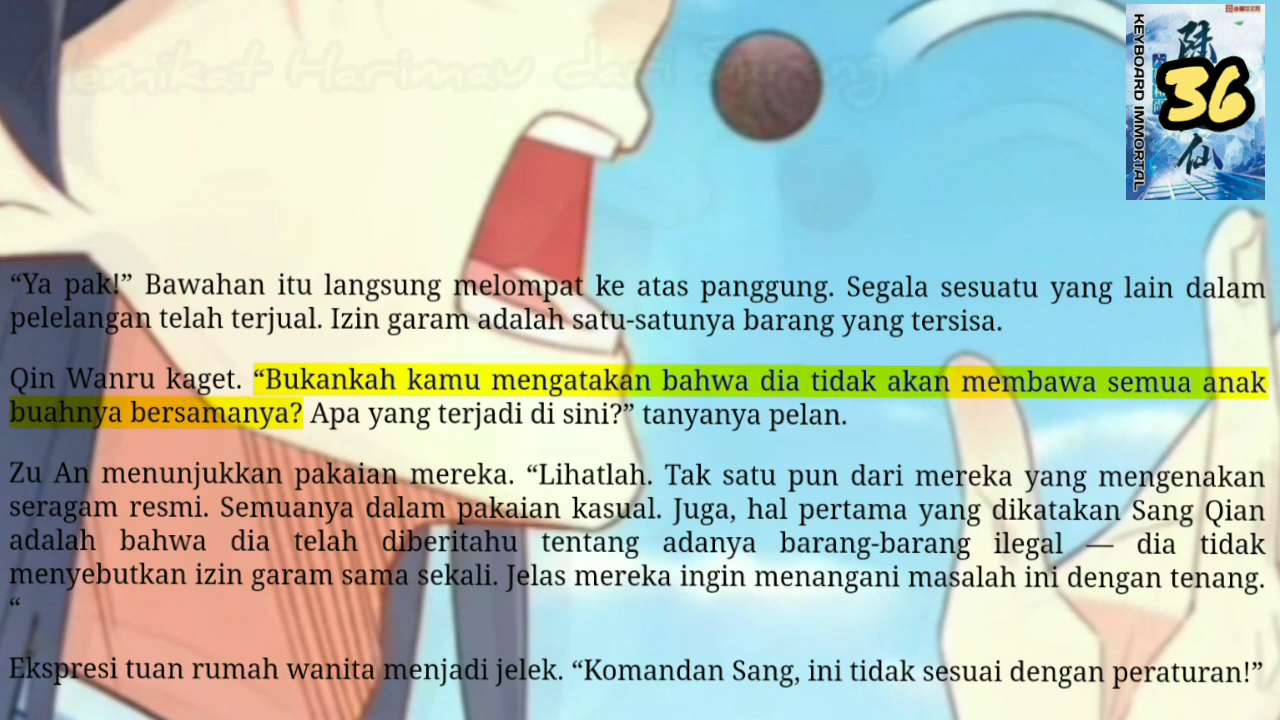 Memikat Harimau dari Sarang
KEYBOARD IMMORTAL
36
仙
“Ya pak!” Bawahan itu langsung melompat ke atas panggung. Segala sesuatu yang lain dalam
pelelangan telah terjual. Izin garam adalah satu-satunya barang yang tersisa.
Qin Wanru kaget. “Bukankah kamu mengatakan bahwa dia tidak akan membawa semua anak
buahnya bersamanya? Apa yang terjadi di sini?” tanyanya pelan.
Zu An menunjukkan pakaian mereka. “Lihatlah. Tak satu pun dari mereka yang mengenakan
seragam resmi. Semuanya dalam pakaian kasual. Juga, hal pertama yang dikatakan Sang Qian
adalah bahwa dia telah diberitahu tentang adanya barang-barang ilegal — dia tidak
menyebutkan izin garam sama sekali. Jelas mereka ingin menangani masalah ini dengan tenang.
“
Ekspresi tuan rumah wanita menjadi jelek. “Komandan Sang, ini tidak sesuai dengan peraturan!”